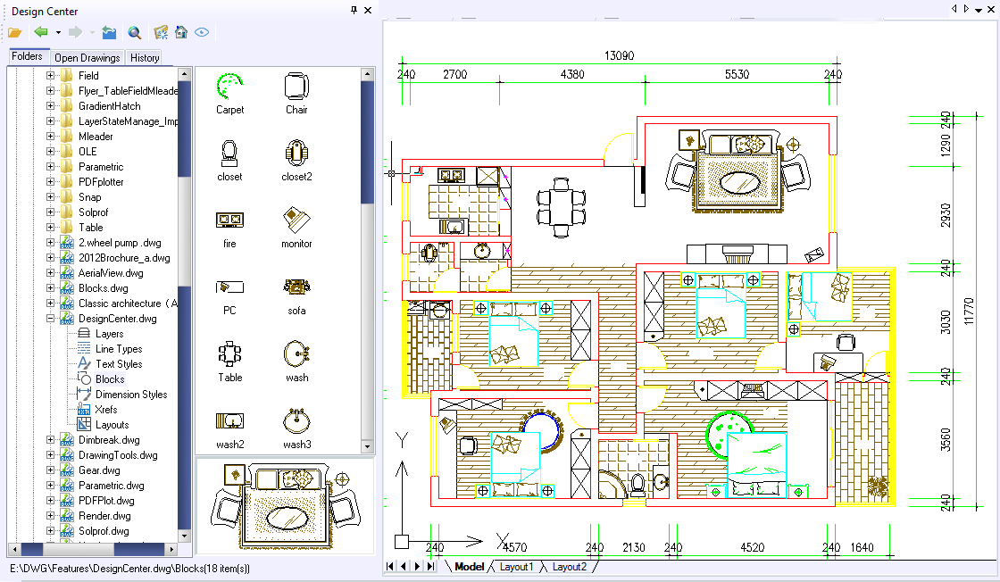 Design Center
Folders
Open Drawings
History
Field
Flyer_TableFieldMleade
GradientHatch
LayerStateManage_Imp
Mleader
OLE
Parametric
PDFplotter
Snap
Solprof
Table
2.wheel pump .dwg
2012Brochure_a.dwg
AerialView.dwg
Blocks.dwg
Classic architecture ( A
DesignCenter.dwg
Layers
Line Types
Text Styles
Blocks
Dimension Styles
Xrefs
Layouts
Dimbreak.dwg
DrawingTools.dwg
Gear.dwg
Parametric.dwg
PDFPlot.dwg
Render.dwg
Solprof.dwg
Carpet
Chair
closet
closet2
fire
monitor
PC
sofa
Table
wash
wash2
wash3
E:\DWG\Features\DesignCenter.dwg\Blocks(18 item(s))
13090
240 2700 4380 5530 240
240
1290
2930
240
3030
240
3560
240
11770
Y
X
240 4570 240 2130 240 4520 240 1640
Model
Layout1
Layout2